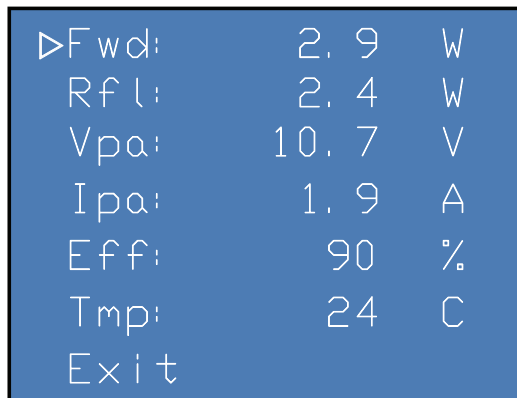 ▷Fwd: 2.9 W
Rfl: 2.4 W
Vpa: 10.7 V
Ipa: 1.9 A
Eff: 90 %
Tmp: 24 C
Exit